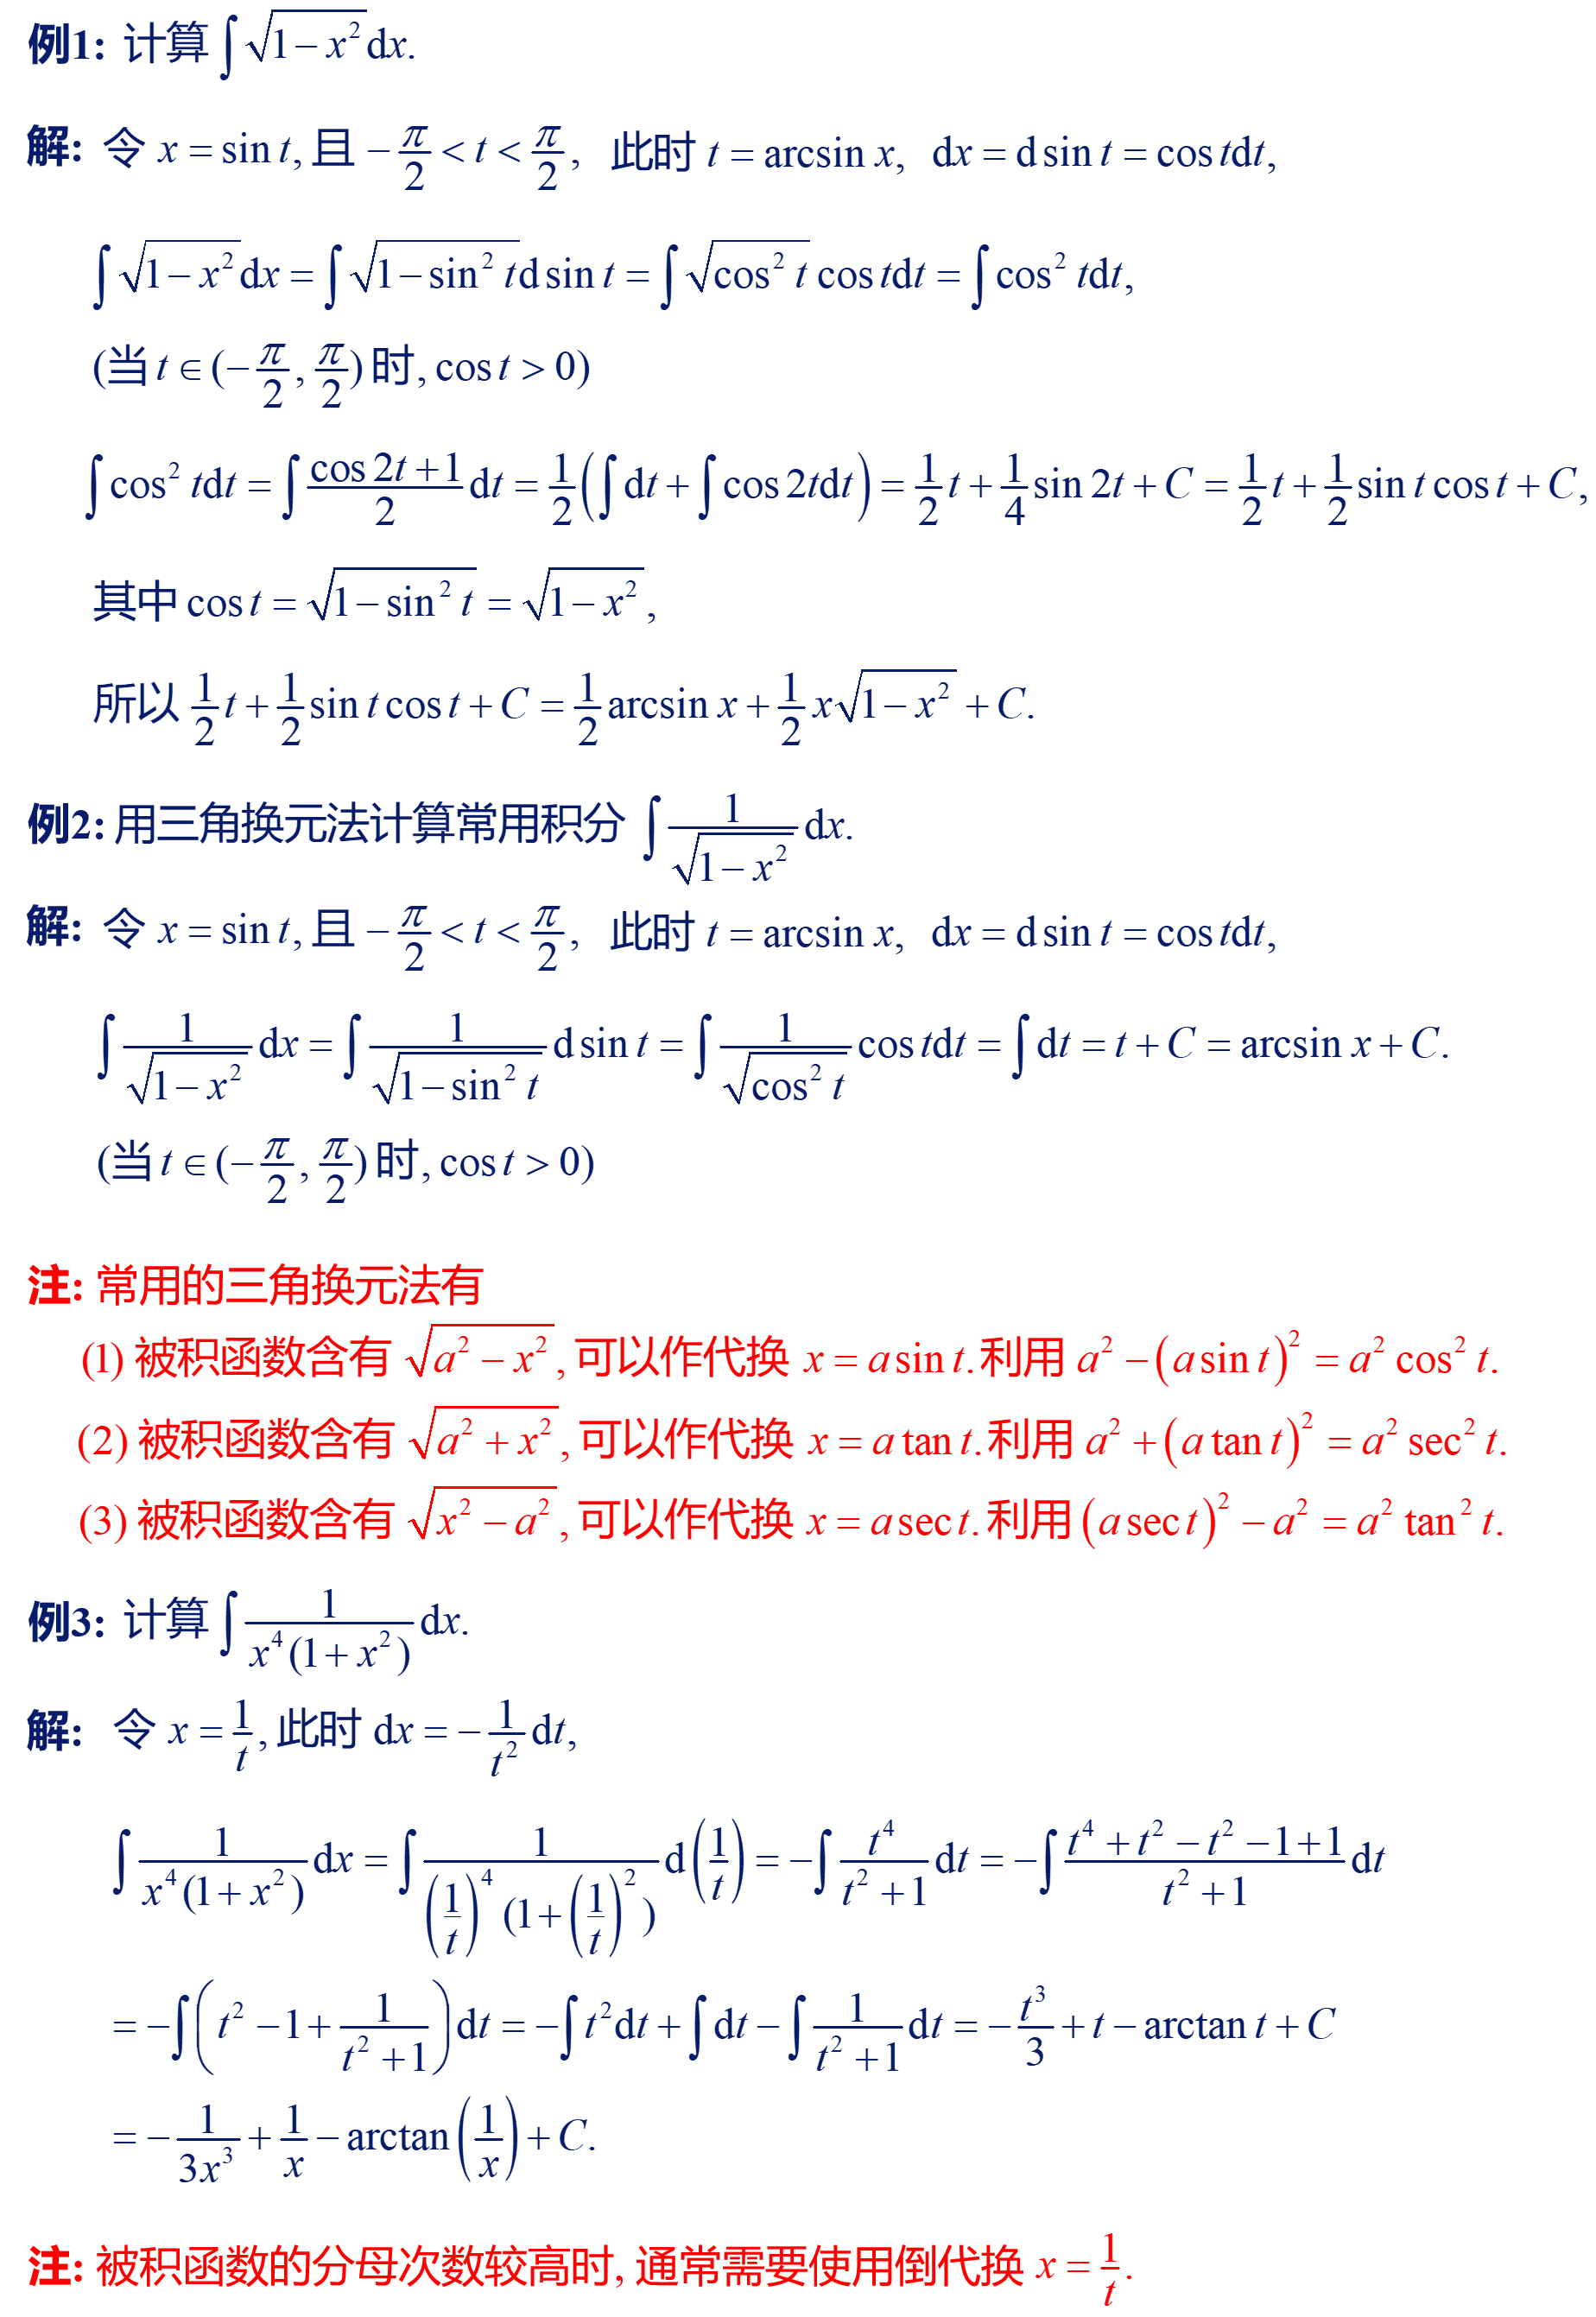 例1: 计算 $\int \sqrt{1-x^2}\mathrm{d}x.$
解: 令 $x=\sin t,$ 且 $-\frac{\pi}{2}<t<\frac{\pi}{2},$ 此时 $t=\arcsin x,$ $\mathrm{d}x=\mathrm{d}\sin t=\cos t\mathrm{d}t,$
$\int \sqrt{1-x^2}\mathrm{d}x=\int \sqrt{1-\sin^2 t}\mathrm{d}\sin t=\int \sqrt{\cos^2 t}\cos t\mathrm{d}t=\int \cos^2 t\mathrm{d}t,$
(当 $t\in(-\frac{\pi}{2},\frac{\pi}{2})$ 时, $\cos t>0$)
$\int \cos^2 t\mathrm{d}t=\int \frac{\cos 2t+1}{2}\mathrm{d}t=\frac{1}{2}\left(\int \mathrm{d}t+\int \cos 2t\mathrm{d}t\right)=\frac{1}{2}t+\frac{1}{4}\sin 2t+C=\frac{1}{2}t+\frac{1}{2}\sin t\cos t+C,$
其中 $\cos t=\sqrt{1-\sin^2 t}=\sqrt{1-x^2},$
所以 $\frac{1}{2}t+\frac{1}{2}\sin t\cos t+C=\frac{1}{2}\arcsin x+\frac{1}{2}x\sqrt{1-x^2}+C.$
例2: 用三角换元法计算常用积分 $\int \frac{1}{\sqrt{1-x^2}}\mathrm{d}x.$
解: 令 $x=\sin t,$ 且 $-\frac{\pi}{2}<t<\frac{\pi}{2},$ 此时 $t=\arcsin x,$ $\mathrm{d}x=\mathrm{d}\sin t=\cos t\mathrm{d}t,$
$\int \frac{1}{\sqrt{1-x^2}}\mathrm{d}x=\int \frac{1}{\sqrt{1-\sin^2 t}}\mathrm{d}\sin t=\int \frac{1}{\sqrt{\cos^2 t}}\cos t\mathrm{d}t=\int \mathrm{d}t=t+C=\arcsin x+C.$
(当 $t\in(-\frac{\pi}{2},\frac{\pi}{2})$ 时, $\cos t>0$)
注: 常用的三角换元法有
(1) 被积函数含有 $\sqrt{a^2-x^2},$ 可以作代换 $x=a\sin t.$ 利用 $a^2-(a\sin t)^2=a^2\cos^2 t.$
(2) 被积函数含有 $\sqrt{a^2+x^2},$ 可以作代换 $x=a\tan t.$ 利用 $a^2+(a\tan t)^2=a^2\sec^2 t.$
(3) 被积函数含有 $\sqrt{x^2-a^2},$ 可以作代换 $x=a\sec t.$ 利用 $(a\sec t)^2-a^2=a^2\tan^2 t.$
例3: 计算 $\int \frac{1}{x^4(1+x^2)}\mathrm{d}x.$
解: 令 $x=\frac{1}{t},$ 此时 $\mathrm{d}x=-\frac{1}{t^2}\mathrm{d}t,$
$\int \frac{1}{x^4(1+x^2)}\mathrm{d}x=\int \frac{1}{\left(\frac{1}{t}\right)^4(1+\left(\frac{1}{t}\right)^2)}\mathrm{d}\left(\frac{1}{t}\right)=-\int \frac{t^4}{t^2+1}\mathrm{d}t=-\int \frac{t^4+t^2-t^2-1+1}{t^2+1}\mathrm{d}t$
$=-\int \left(t^2-1+\frac{1}{t^2+1}\right)\mathrm{d}t=-\int t^2\mathrm{d}t+\int \mathrm{d}t-\int \frac{1}{t^2+1}\mathrm{d}t=-\frac{t^3}{3}+t-\arctan t+C$
$=-\frac{1}{3x^3}+\frac{1}{x}-\arctan\left(\frac{1}{x}\right)+C.$
注: 被积函数的分母次数较高时, 通常需要使用倒代换 $x=\frac{1}{t}.$